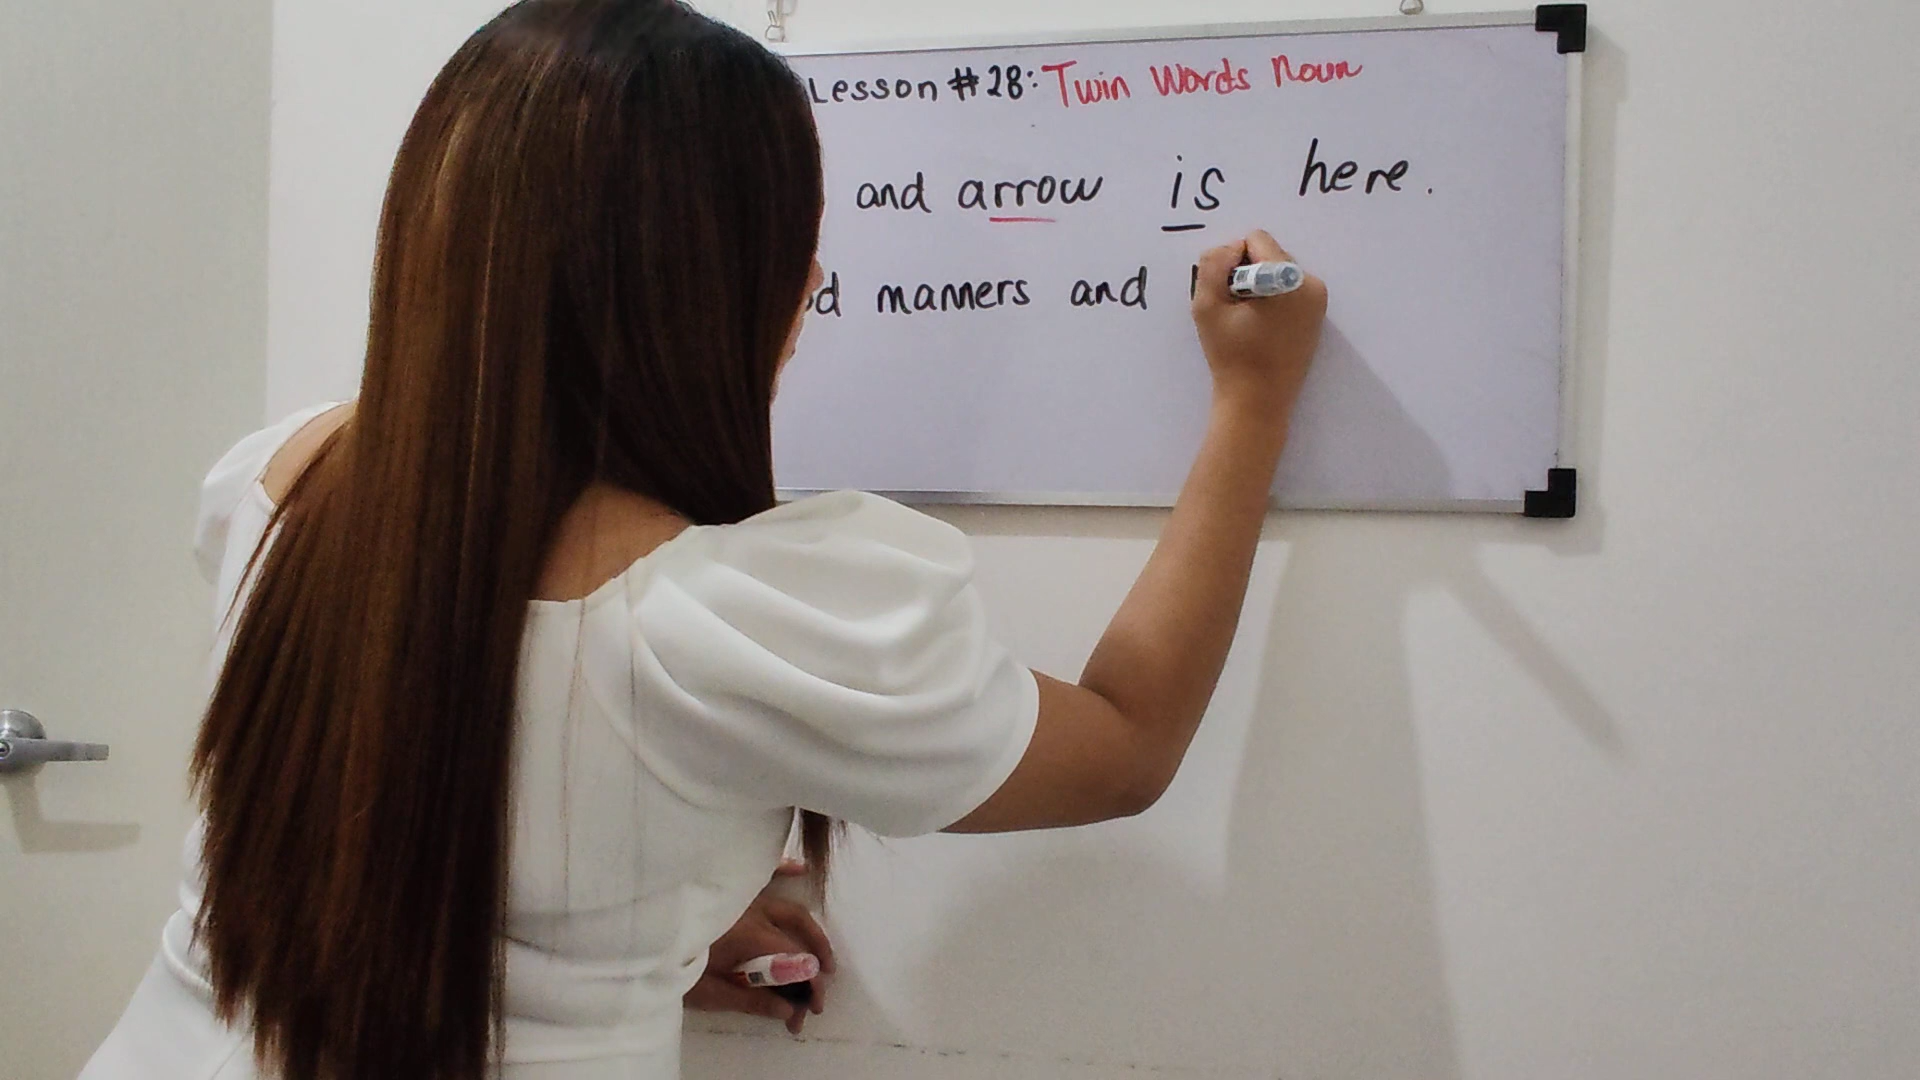 Lesson #28: Twin Words Noun
and arrow is here.
manners and